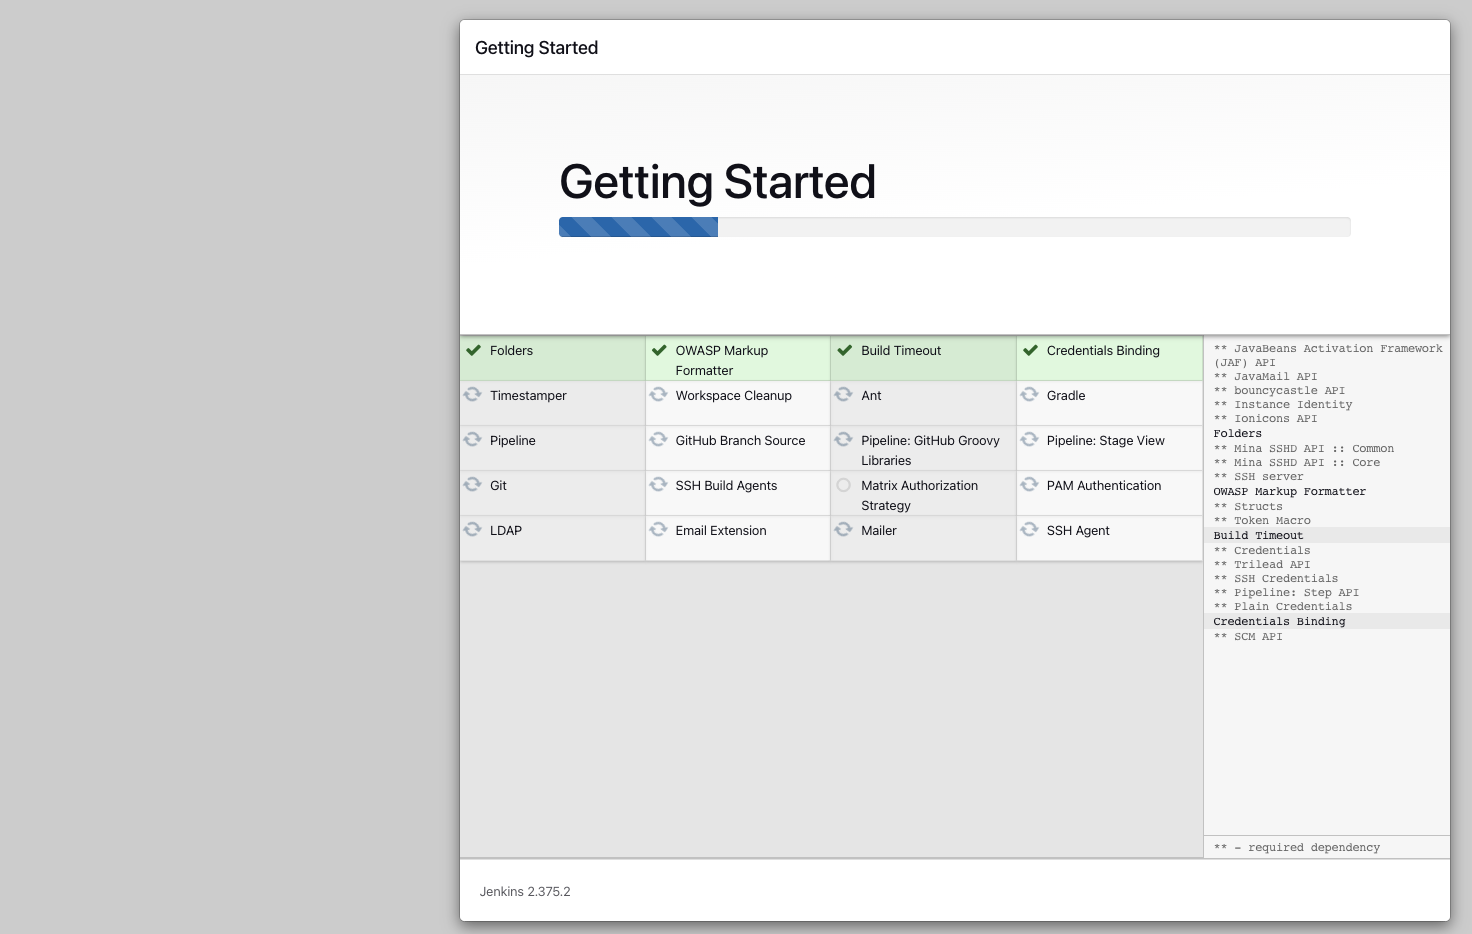 Getting Started
Getting Started
Folders
OWASP Markup
Formatter
Build Timeout
Credentials Binding
Timestamper
Workspace Cleanup
Ant
Gradle
Pipeline
GitHub Branch Source
Pipeline: GitHub Groovy
Libraries
Pipeline: Stage View
Git
SSH Build Agents
Matrix Authorization
Strategy
PAM Authentication
LDAP
Email Extension
Mailer
SSH Agent
** JavaBeans Activation Framework
(JAF) API
** JavaMail API
** bouncycastle API
** Instance Identity
** Ionicons API
Folders
** Mina SSHD API :: Common
** Mina SSHD API :: Core
** SSH server
OWASP Markup Formatter
** Structs
** Token Macro
Build Timeout
** Credentials
** Trilead API
** SSH Credentials
** Pipeline: Step API
** Plain Credentials
Credentials Binding
** SCM API
** - required dependency
Jenkins 2.375.2